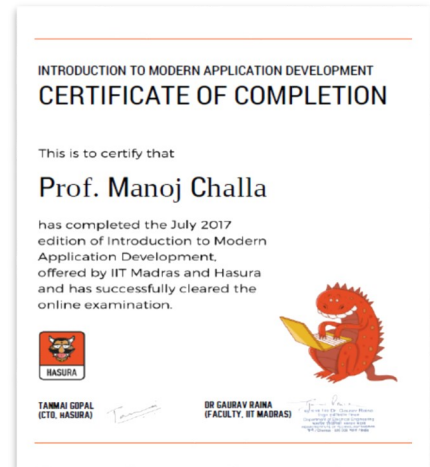 INTRODUCTION TO MODERN APPLICATION DEVELOPMENT
CERTIFICATE OF COMPLETION
This is to certify that
Prof. Manoj Challa
has completed the July 2017
edition of Introduction to Modern
Application Development,
offered by IIT Madras and Hasura
and has successfully cleared the
online examination.
HASURA
TANMAI GOPAL
(CTO, HASURA)
DR GAURAV RAINA
(FACULTY, IIT MADRAS)